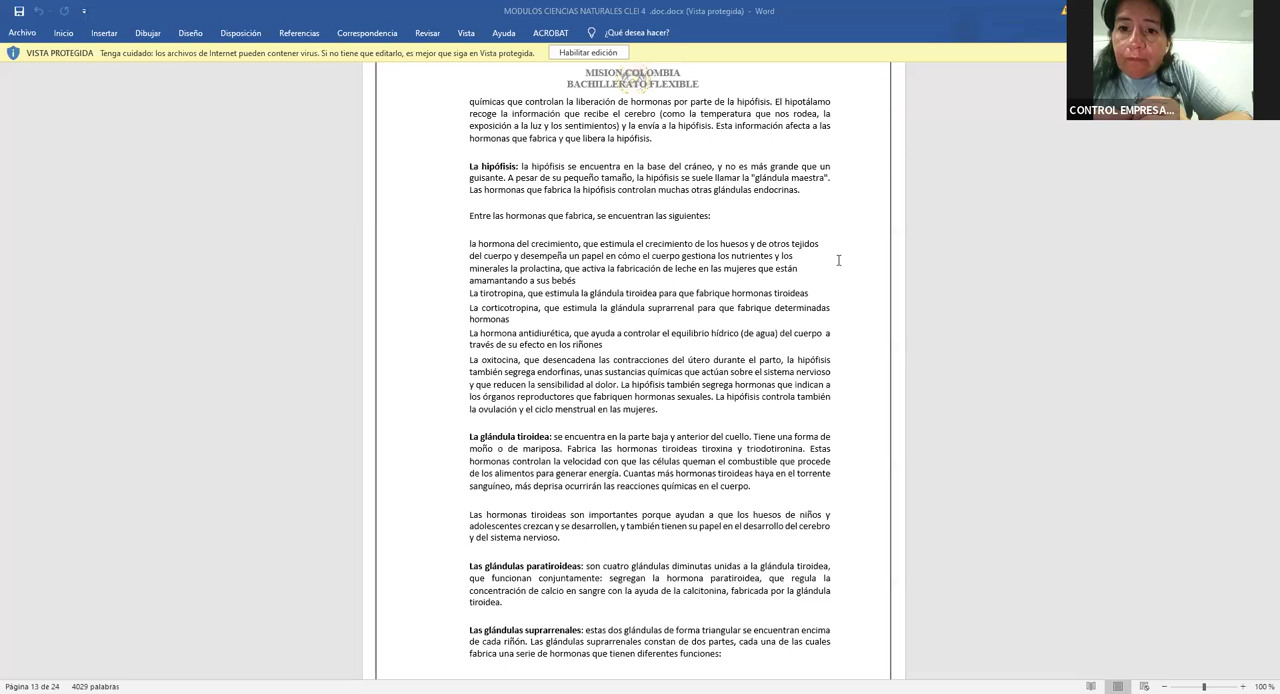 MODULOS CIENCIAS NATURALES CLEI 4 .doc.docx (Vista protegida) - Word
Archivo Inicio Insertar Dibujar Diseño Disposición Referencias Correspondencia Revisar Vista Ayuda ACROBAT ¿Qué desea hacer?
VISTA PROTEGIDA Tenga cuidado: los archivos de Internet pueden contener virus. Si no tiene que editarlo, es mejor que siga en Vista protegida. Habilitar edición
CONTROL EMPRESA...
MISION COLOMBIA
BACHILLERATO FLEXIBLE
químicas que controlan la liberación de hormonas por parte de la hipófisis. El hipotálamo
recoge la información que recibe el cerebro (como la temperatura que nos rodea, la
exposición a la luz y los sentimientos) y la envía a la hipófisis. Esta información afecta a las
hormonas que fabrica y que libera la hipófisis.
La hipófisis: la hipófisis se encuentra en la base del cráneo, y no es más grande que un
guisante. A pesar de su pequeño tamaño, la hipófisis se suele llamar la "glándula maestra".
Las hormonas que fabrica la hipófisis controlan muchas otras glándulas endocrinas.
Entre las hormonas que fabrica, se encuentran las siguientes:
la hormona del crecimiento, que estimula el crecimiento de los huesos y de otros tejidos
del cuerpo y desempeña un papel en cómo el cuerpo gestiona los nutrientes y los
minerales la prolactina, que activa la fabricación de leche en las mujeres que están
amamantando a sus bebés
La tirotropina, que estimula la glándula tiroidea para que fabrique hormonas tiroideas
La corticotropina, que estimula la glándula suprarrenal para que fabrique determinadas
hormonas
La hormona antidiurética, que ayuda a controlar el equilibrio hídrico (de agua) del cuerpo a
través de su efecto en los riñones
La oxitocina, que desencadena las contracciones del útero durante el parto, la hipófisis
también segrega endorfinas, unas sustancias químicas que actúan sobre el sistema nervioso
y que reducen la sensibilidad al dolor. La hipófisis también segrega hormonas que indican a
los órganos reproductores que fabriquen hormonas sexuales. La hipófisis controla también
la ovulación y el ciclo menstrual en las mujeres.
La glándula tiroidea: se encuentra en la parte baja y anterior del cuello. Tiene una forma de
moño o de mariposa. Fabrica las hormonas tiroideas tiroxina y triodotironina. Estas
hormonas controlan la velocidad con que las células queman el combustible que procede
de los alimentos para generar energía. Cuantas más hormonas tiroideas haya en el torrente
sanguíneo, más deprisa ocurrirán las reacciones químicas en el cuerpo.
Las hormonas tiroideas son importantes porque ayudan a que los huesos de niños y
adolescentes crezcan y se desarrollen, y también tienen su papel en el desarrollo del cerebro
y del sistema nervioso.
Las glándulas paratiroideas: son cuatro glándulas diminutas unidas a la glándula tiroidea,
que funcionan conjuntamente: segregan la hormona paratiroidea, que regula la
concentración de calcio en sangre con la ayuda de la calcitonina, fabricada por la glándula
tiroidea.
Las glándulas suprarrenales: estas dos glándulas de forma triangular se encuentran encima
de cada riñón. Las glándulas suprarrenales constan de dos partes, cada una de las cuales
fabrica una serie de hormonas que tienen diferentes funciones:
Página 13 de 24 4029 palabras 100 %